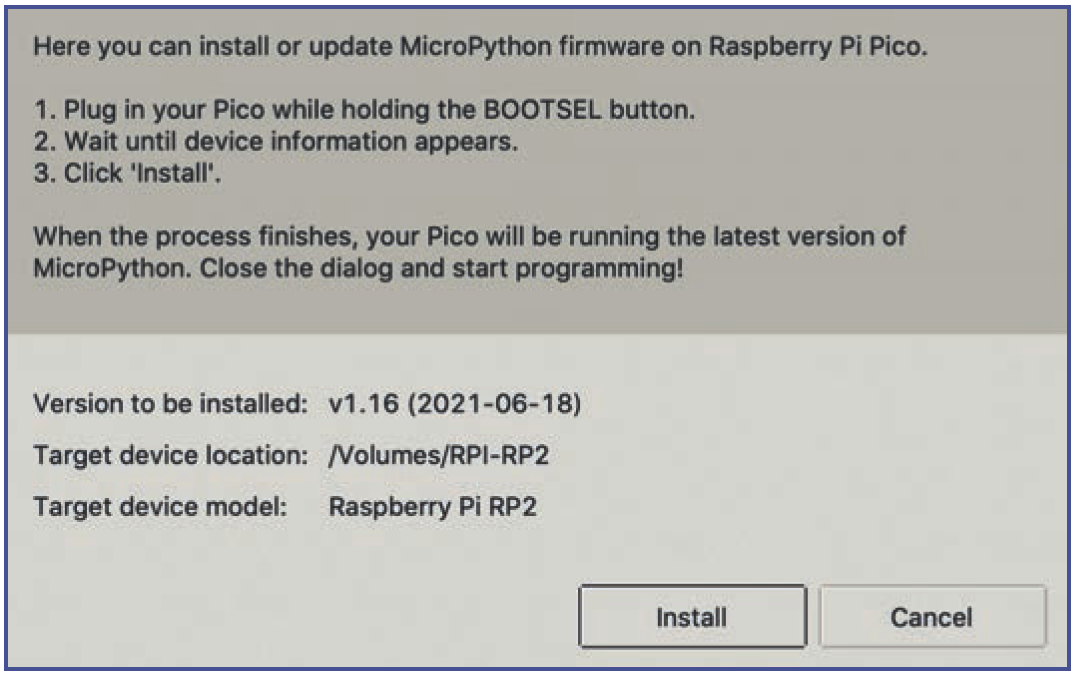 Here you can install or update MicroPython firmware on Raspberry Pi Pico.
1. Plug in your Pico while holding the BOOTSEL button.
2. Wait until device information appears.
3. Click 'Install'.
When the process finishes, your Pico will be running the latest version of
MicroPython. Close the dialog and start programming!
Version to be installed: v1.16 (2021-06-18)
Target device location: /Volumes/RPI-RP2
Target device model: Raspberry Pi RP2
Install Cancel